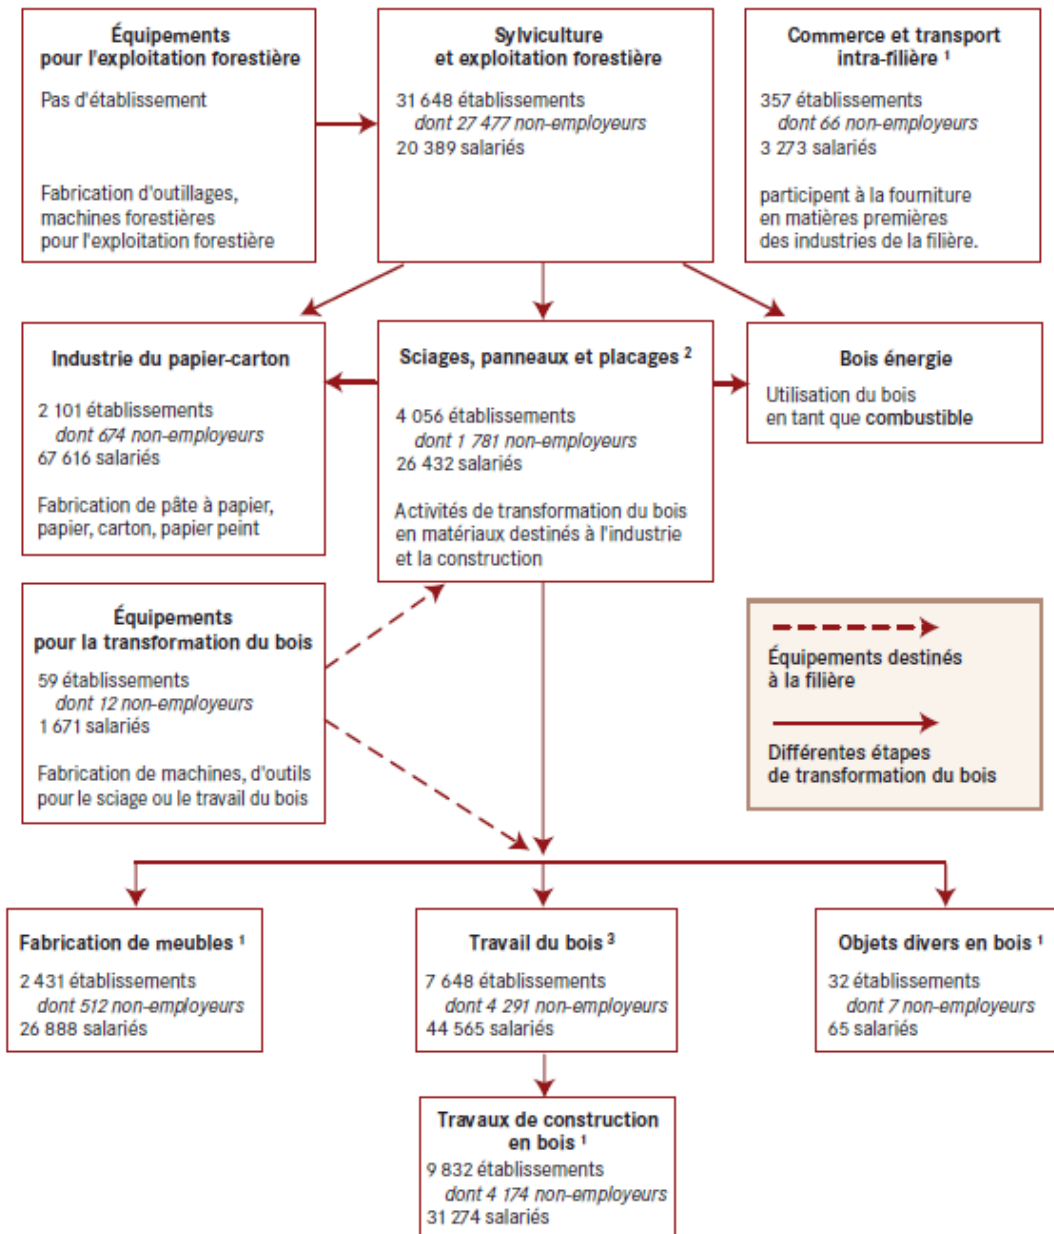 Équipements
pour l'exploitation forestière
Pas d'établissement
Fabrication d'outillages,
machines forestières
pour l'exploitation forestière
Sylviculture
et exploitation forestière
31 648 établissements
dont 27 477 non-employeurs
20 389 salariés
Commerce et transport
intra-filière ¹
357 établissements
dont 66 non-employeurs
3 273 salariés
participent à la fourniture
en matières premières
des industries de la filière.
Industrie du papier-carton
2 101 établissements
dont 674 non-employeurs
67 616 salariés
Fabrication de pâte à papier,
papier, carton, papier peint
Sciages, panneaux et placages ²
4 056 établissements
dont 1 781 non-employeurs
26 432 salariés
Activités de transformation du bois
en matériaux destinés à l'industrie
et la construction
Bois énergie
Utilisation du bois
en tant que combustible
Équipements
pour la transformation du bois
59 établissements
dont 12 non-employeurs
1 671 salariés
Fabrication de machines, d'outils
pour le sciage ou le travail du bois
Équipements destinés
à la filière
Différentes étapes
de transformation du bois
Fabrication de meubles ¹
2 431 établissements
dont 512 non-employeurs
26 888 salariés
Travail du bois ³
7 648 établissements
dont 4 291 non-employeurs
44 565 salariés
Objets divers en bois ¹
32 établissements
dont 7 non-employeurs
65 salariés
Travaux de construction
en bois ¹
9 832 établissements
dont 4 174 non-employeurs
31 274 salariés